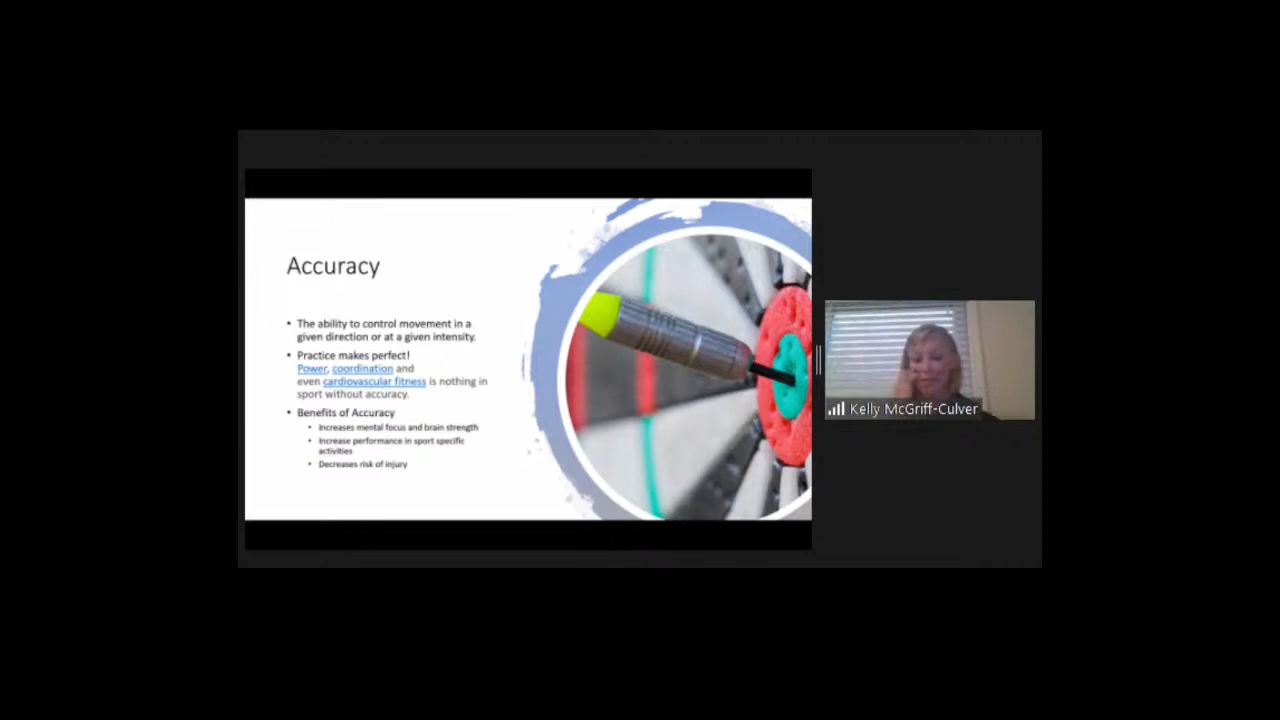 Accuracy
• The ability to control movement in a
given direction or at a given intensity.
• Practice makes perfect!
Power, coordination and
even cardiovascular fitness is nothing in
sport without accuracy.
• Benefits of Accuracy
• Increases mental focus and brain strength
• Increase performance in sport specific
activities
• Decreases risk of injury
Kelly McGriff-Culver